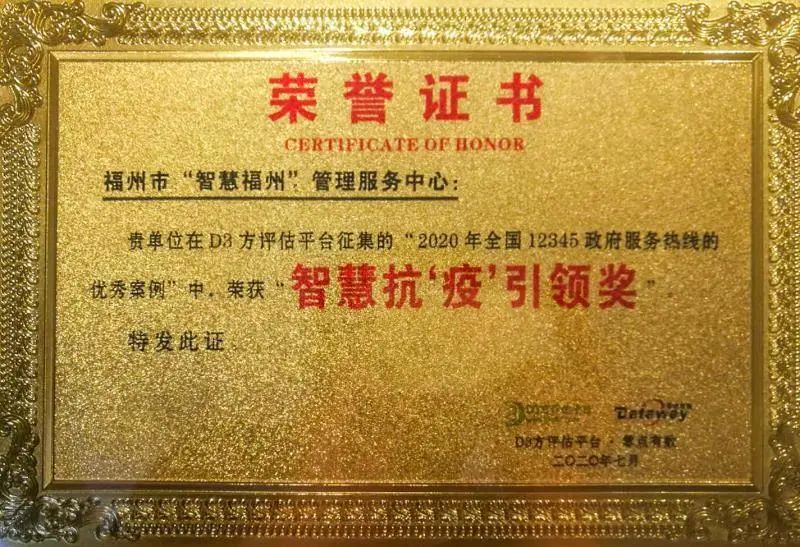 荣誉证书
CERTIFICATE OF HONOR
福州市“智慧福州”管理服务中心:
贵单位在D3方评估平台征集的“2020年全国12345政府服务热线的
优秀案例”中,荣获“智慧抗‘疫’引领奖”。
特发此证
Dataway
D3方评估平台·零点有数
二〇二〇年七月